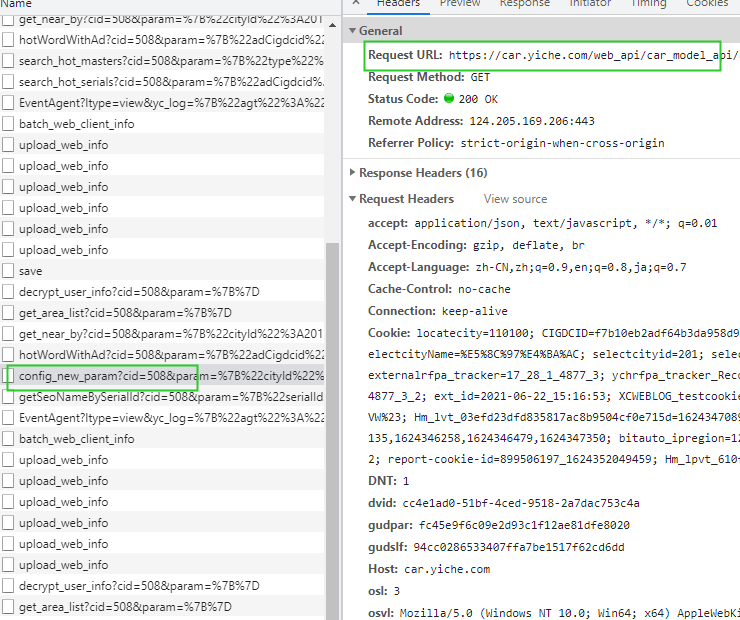 Name
get_near_by?cid=508&param=%7B%22cityId%22%3A201
hotWordWithAd?cid=508&param=%7B%22adCigdcid%22
search_hot_masters?cid=508&param=%7B%22type%22%
search_hot_serials?cid=508&param=%7B%22adCigdcid%
EventAgent?ltype=view&yc_log=%7B%22agt%22%3A%22
batch_web_client_info
upload_web_info
upload_web_info
upload_web_info
upload_web_info
upload_web_info
upload_web_info
save
decrypt_user_info?cid=508&param=%7B%7D
get_area_list?cid=508&param=%7B%7D
get_near_by?cid=508&param=%7B%22cityId%22%3A201
hotWordWithAd?cid=508&param=%7B%22adCigdcid%22
config_new_param?cid=508&param=%7B%22cityId%22%
getSeoNameBySerialId?cid=508&param=%7B%22serialId
EventAgent?ltype=view&yc_log=%7B%22agt%22%3A%22
batch_web_client_info
upload_web_info
upload_web_info
upload_web_info
upload_web_info
upload_web_info
upload_web_info
decrypt_user_info?cid=508&param=%7B%7D
get_area_list?cid=508&param=%7B%7D
× Headers Preview Response Initiator Timing Cookies
General
Request URL: https://car.yiche.com/web_api/car_model_api/
Request Method: GET
Status Code: 200 OK
Remote Address: 124.205.169.206:443
Referrer Policy: strict-origin-when-cross-origin
Response Headers (16)
Request Headers View source
accept: application/json, text/javascript, */*; q=0.01
Accept-Encoding: gzip, deflate, br
Accept-Language: zh-CN,zh;q=0.9,en;q=0.8,ja;q=0.7
Cache-Control: no-cache
Connection: keep-alive
Cookie: locatecity=110100; CIGDCID=f7b10eb2adf64b3da958d9
electcityName=%E5%8C%97%E4%BA%AC; selectcityid=201; selec
externalrfpa_tracker=17_28_1_4877_3; ychrfpa_tracker_Reco
4877_3_2; ext_id=2021-06-22_15:16:53; XCWEBLOG_testcookie
VW%23; Hm_lvt_03efd23dfd835817ac8b9504cf0e715d=1624347089
135,1624346258,1624346479,1624347350; bitauto_ipregion=12
2; report-cookie-id=899506197_1624352049459; Hm_lpvt_610
DNT: 1
dvid: cc4e1ad0-51bf-4ced-9518-2a7dac753c4a
gudpar: fc45e9f6c09e2d93c1f12ae81dfe8020
gudslf: 94cc0286533407ffa7be1517f62cd6dd
Host: car.yiche.com
osl: 3
osvl: Mozilla/5.0 (Windows NT 10.0; Win64; x64) AppleWebKi